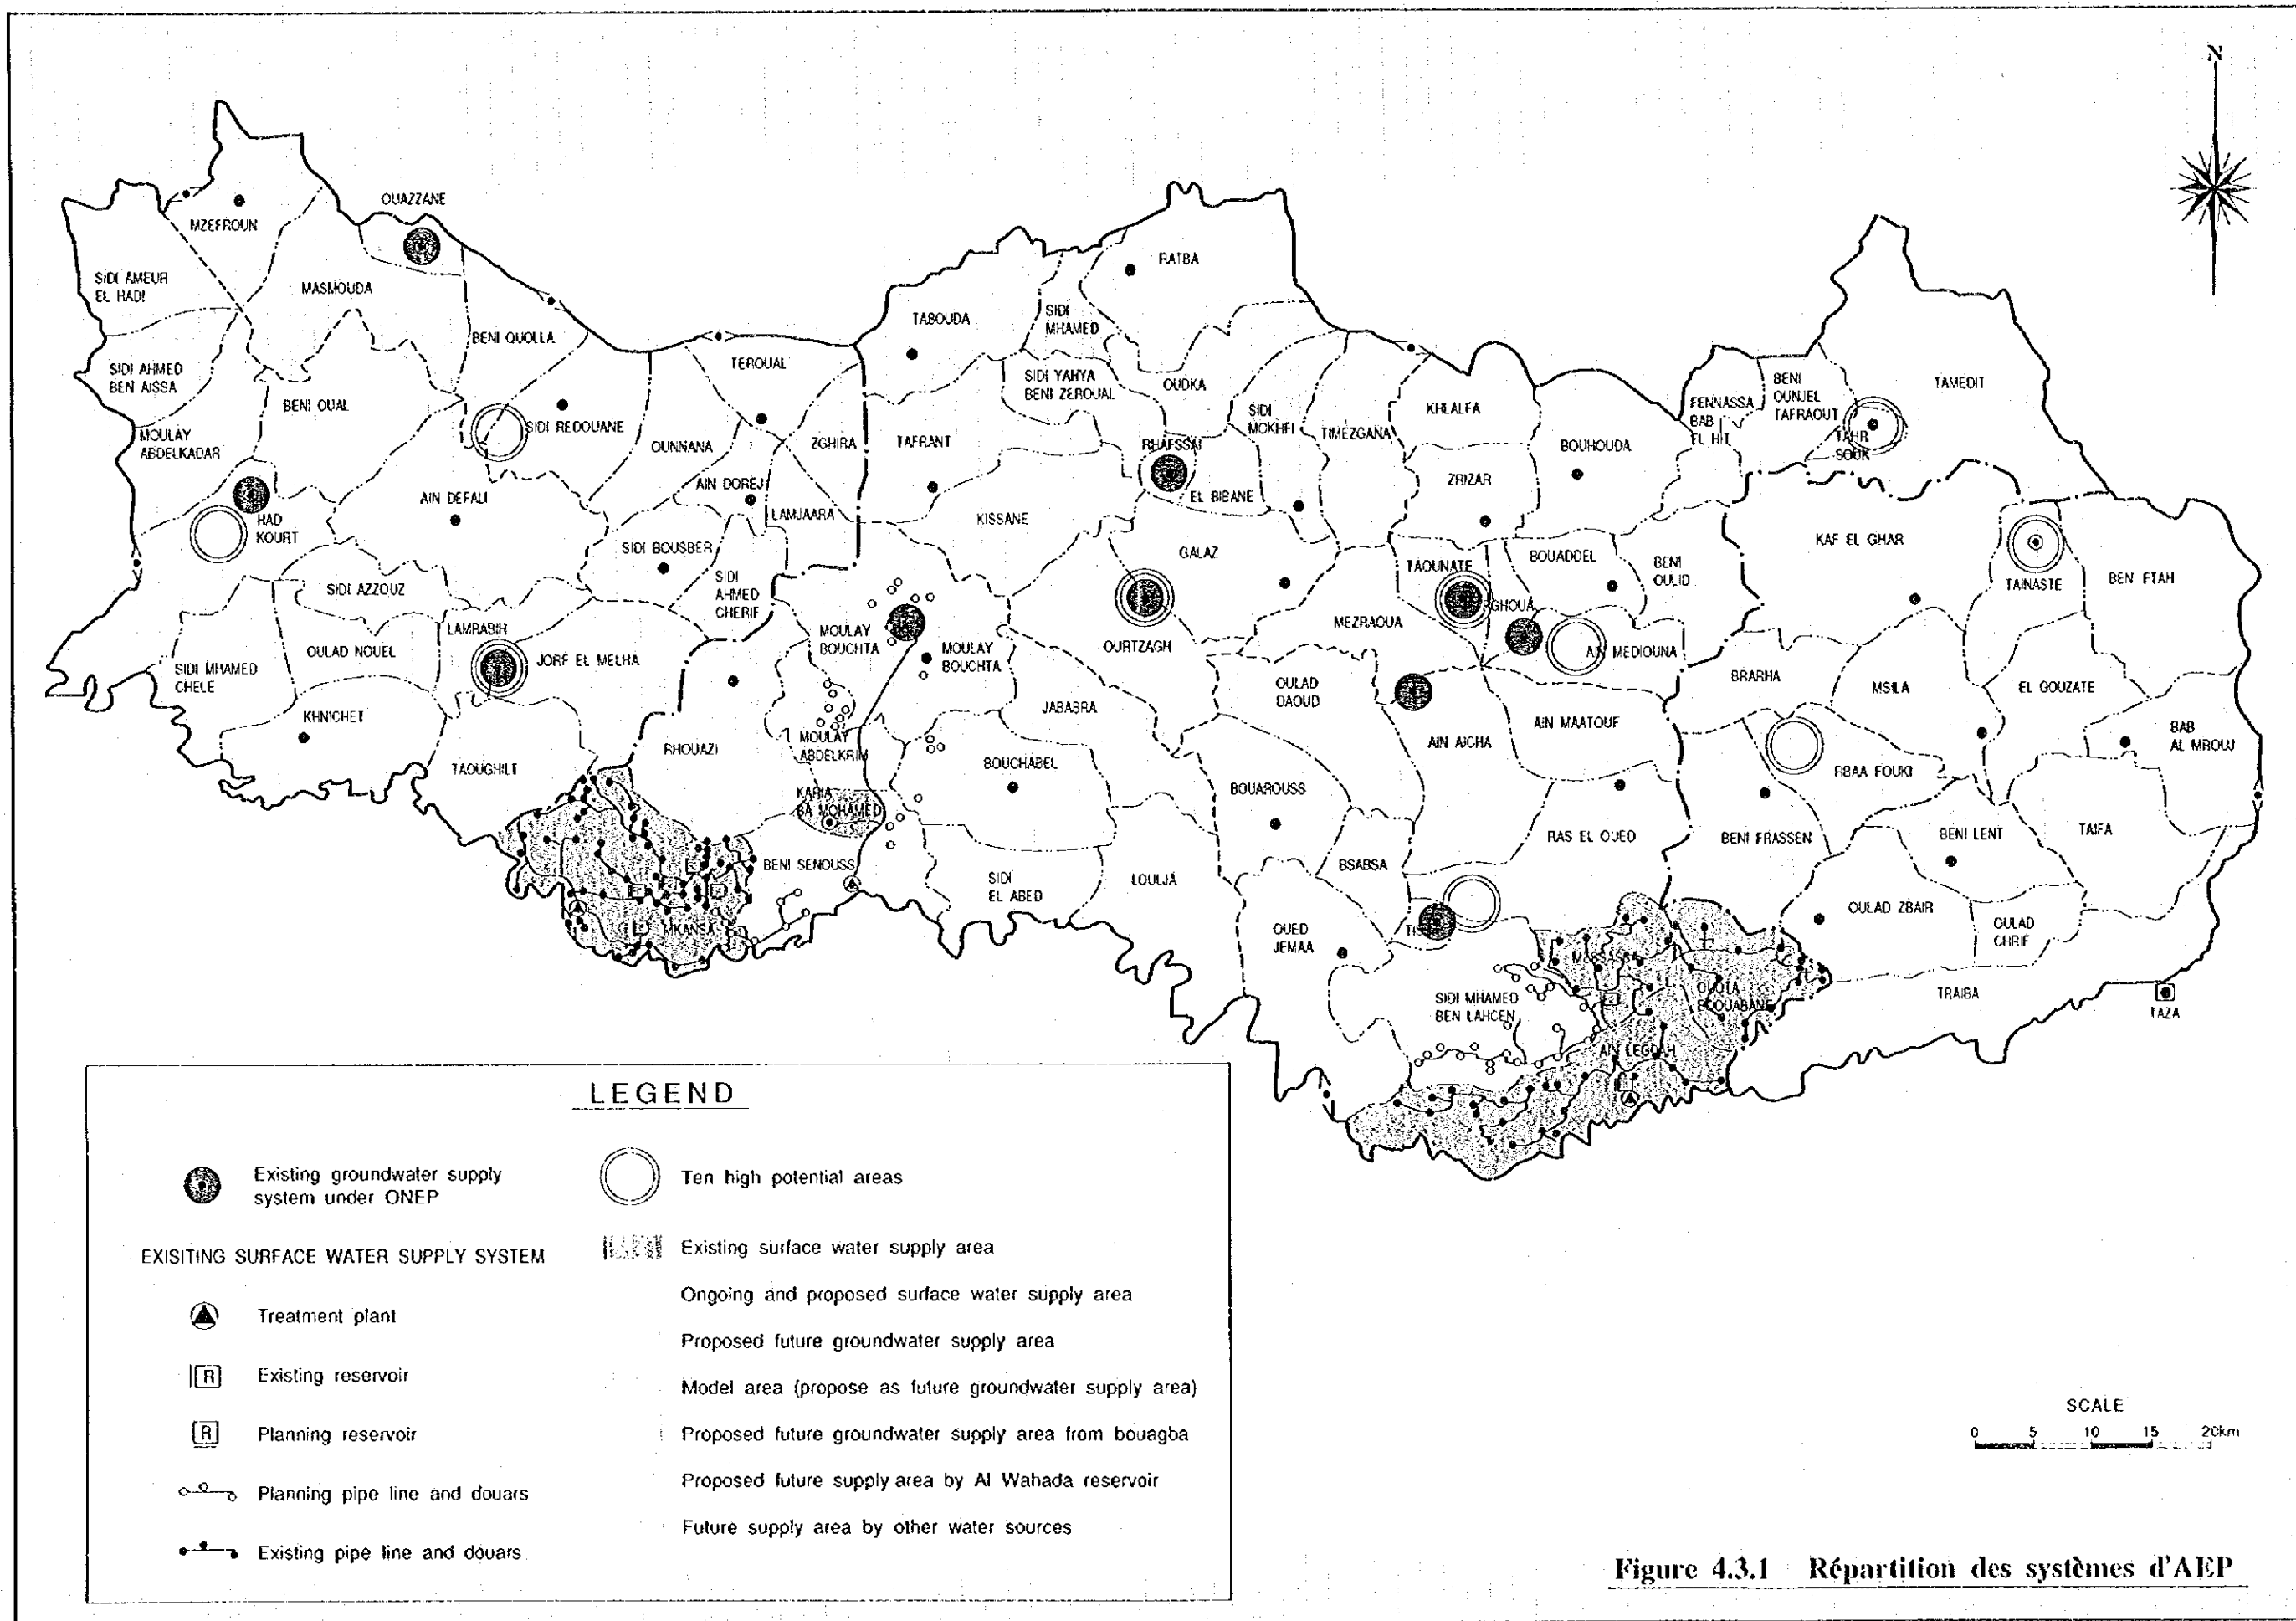 N
OUAZZANE
MZEFROUN
SIDI AMEUR
EL HADI
MASMOUDA
BENI QUOLLA
SIDI AHMED
BEN AISSA
BENI OUAL
MOULAY
ABDELKADAR
SIDI REDOUANE
TEROUAL
OUNNANA
ZGHIRA
AIN DEFALI
AIN DOREJ
LAMJAARA
HAD
KOURT
SIDI BOUSBER
SIDI
AHMED
CHERIF
SIDI AZZOUZ
LAMRABIH
OULAD NOUEL
JORF EL MELHA
SIDI MHAMED
CHELE
KHNICHET
TAOUGHILT
TABOUDA
SIDI
MHAMED
RATBA
SIDI YAHYA
BENI ZEROUAL
OUDKA
SIDI
MOKHFI
TIMEZGANA
TAFRANT
RHAFSSAI
EL BIBANE
KISSANE
GALAZ
KHLALFA
BOUHOUDA
ZRIZAR
FENNASSA
BAB
EL HIT
BENI
OUNJEL
TAFRAOUT
TAMEDIT
TAHR
SOUK
KAF EL GHAR
TAINASTE
BENI FTAH
TAOUNATE
BOUADDEL
BENI
OULID
RGHOUA
MEZRAOUA
AIN MEDIOUNA
MOULAY
BOUCHTA
MOULAY
BOUCHTA
OURTZAGH
OULAD
DAOUD
JABABRA
RHOUAZI
MOULAY
ABDELKRIM
BOUCHABEL
KARIA
BA MOHAMED
BENI SENOUSS
SIDI
EL ABED
LOULJA
MKANSA
BOUAROUSS
BSABSA
OUED
JEMAA
AIN AICHA
AIN MAATOUF
RAS EL OUED
BRARHA
MSILA
EL GOUZATE
BAB
AL MROUJ
RBAA FOUKI
BENI FRASSEN
BENI LENT
TAIFA
OULAD ZBAIR
OULAD
CHRIF
TRAIBA
TAZA
SIDI MHAMED
BEN LAHCEN
AIN LEGDAH
LEGEND
Existing groundwater supply
system under ONEP
Ten high potential areas
EXISITING SURFACE WATER SUPPLY SYSTEM
Existing surface water supply area
Ongoing and proposed surface water supply area
Treatment plant
Proposed future groundwater supply area
R Existing reservoir
Model area (propose as future groundwater supply area)
R Planning reservoir
Proposed future groundwater supply area from bouagba
Proposed future supply area by Al Wahada reservoir
Planning pipe line and douars
Future supply area by other water sources
Existing pipe line and douars
SCALE
0 5 10 15 20km
Figure 4.3.1 Répartition des systèmes d'AEP